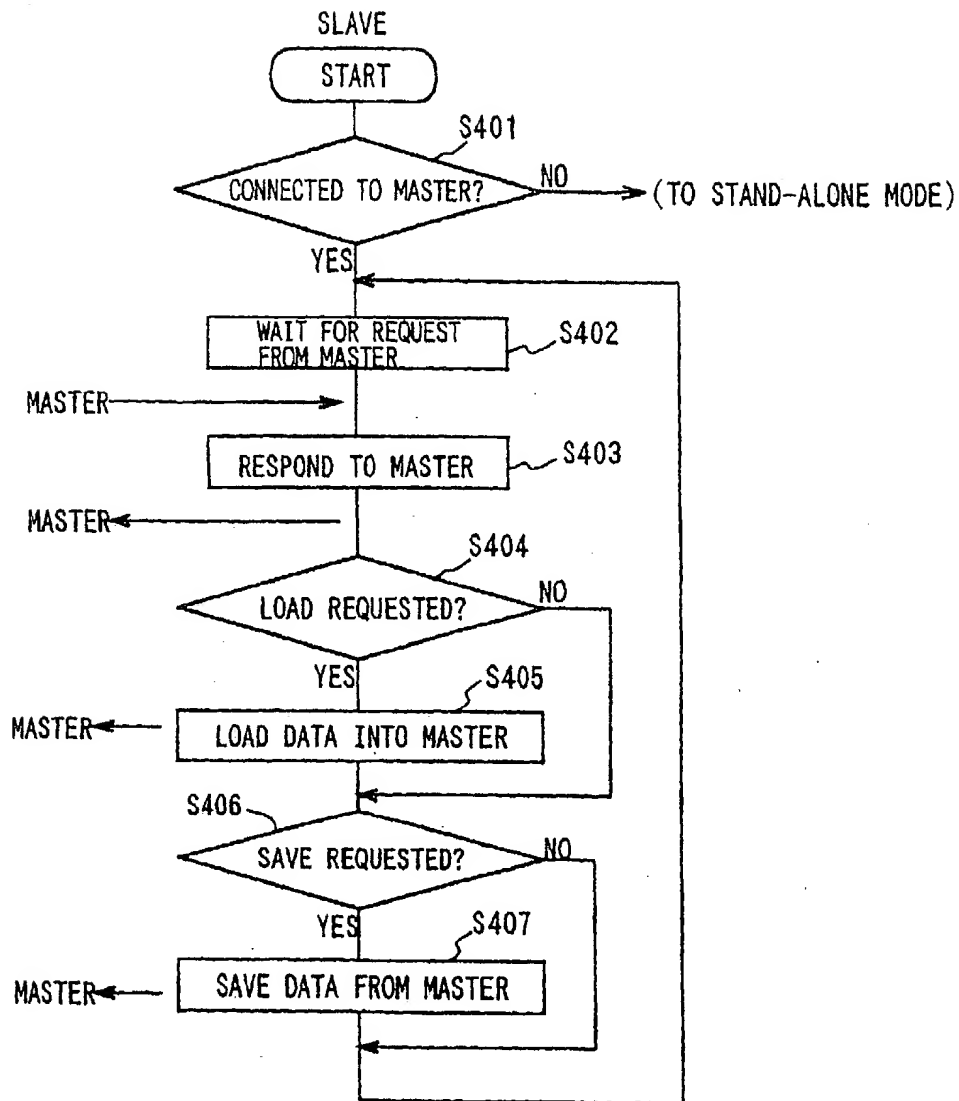 SLAVE
START
S401
CONNECTED TO MASTER?
NO
(TO STAND-ALONE MODE)
YES
WAIT FOR REQUEST
FROM MASTER
S402
MASTER
RESPOND TO MASTER
S403
MASTER
S404
LOAD REQUESTED?
NO
YES
S405
MASTER
LOAD DATA INTO MASTER
S406
SAVE REQUESTED?
NO
YES
S407
MASTER
SAVE DATA FROM MASTER